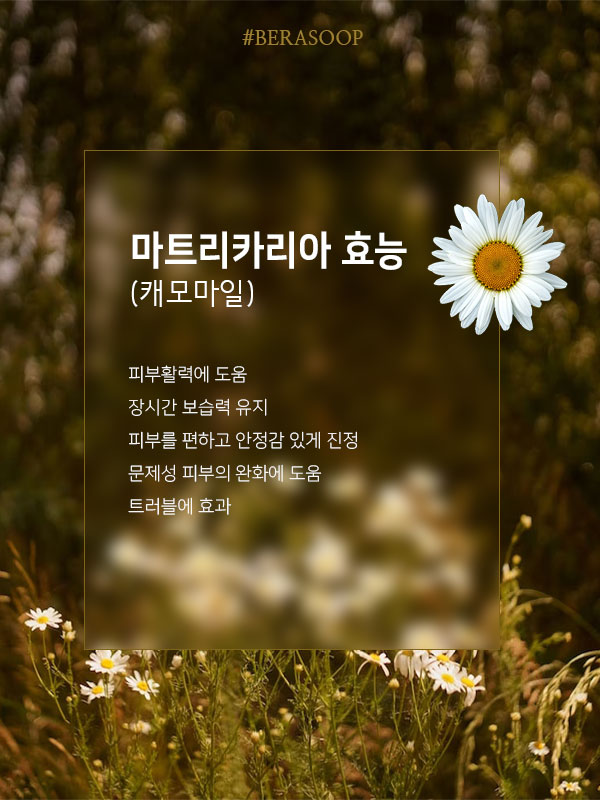 #BERASOOP
마트리카리아 효능
(캐모마일)
피부활력에 도움
장시간 보습력 유지
피부를 편하고 안정감 있게 진정
문제성 피부의 완화에 도움
트러블에 효과